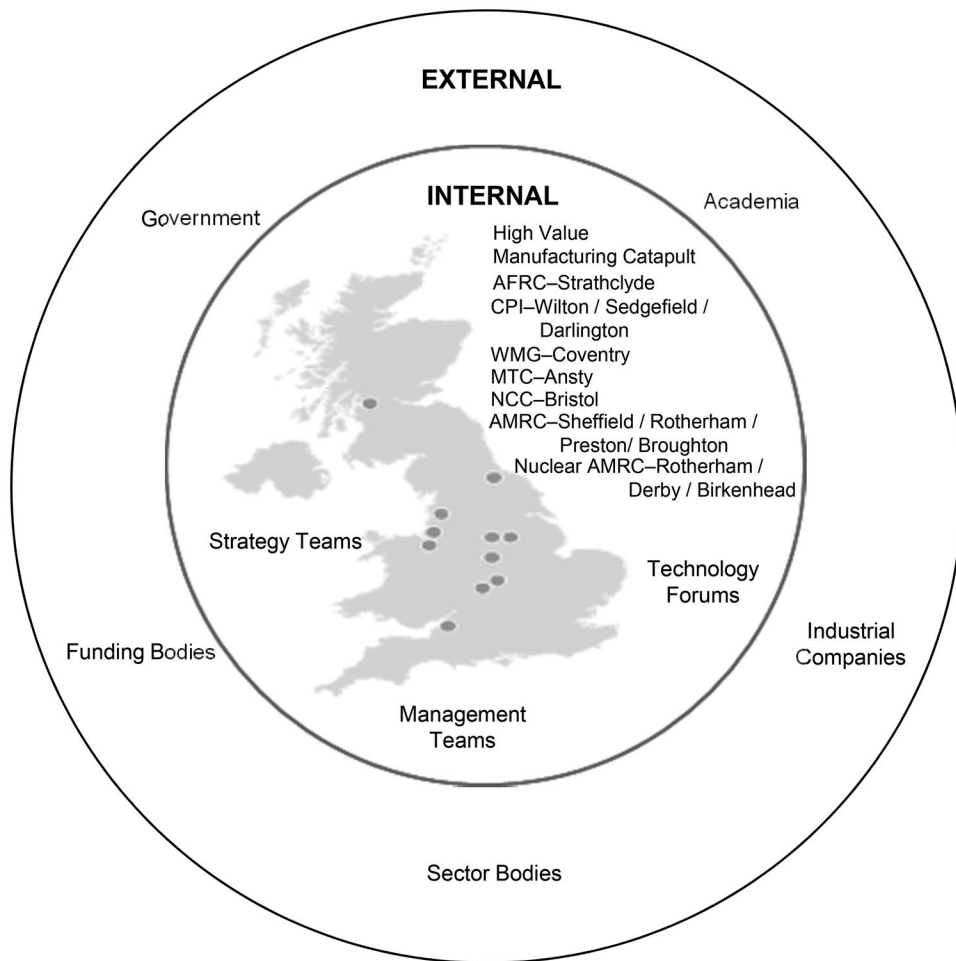 EXTERNAL
INTERNAL
Government
Academia
High Value
Manufacturing Catapult
AFRC–Strathclyde
CPI–Wilton / Sedgefield /
Darlington
WMG–Coventry
MTC–Ansty
NCC–Bristol
AMRC–Sheffield / Rotherham /
Preston/ Broughton
Nuclear AMRC–Rotherham /
Derby / Birkenhead
Strategy Teams
Technology
Forums
Funding Bodies
Industrial
Companies
Management
Teams
Sector Bodies